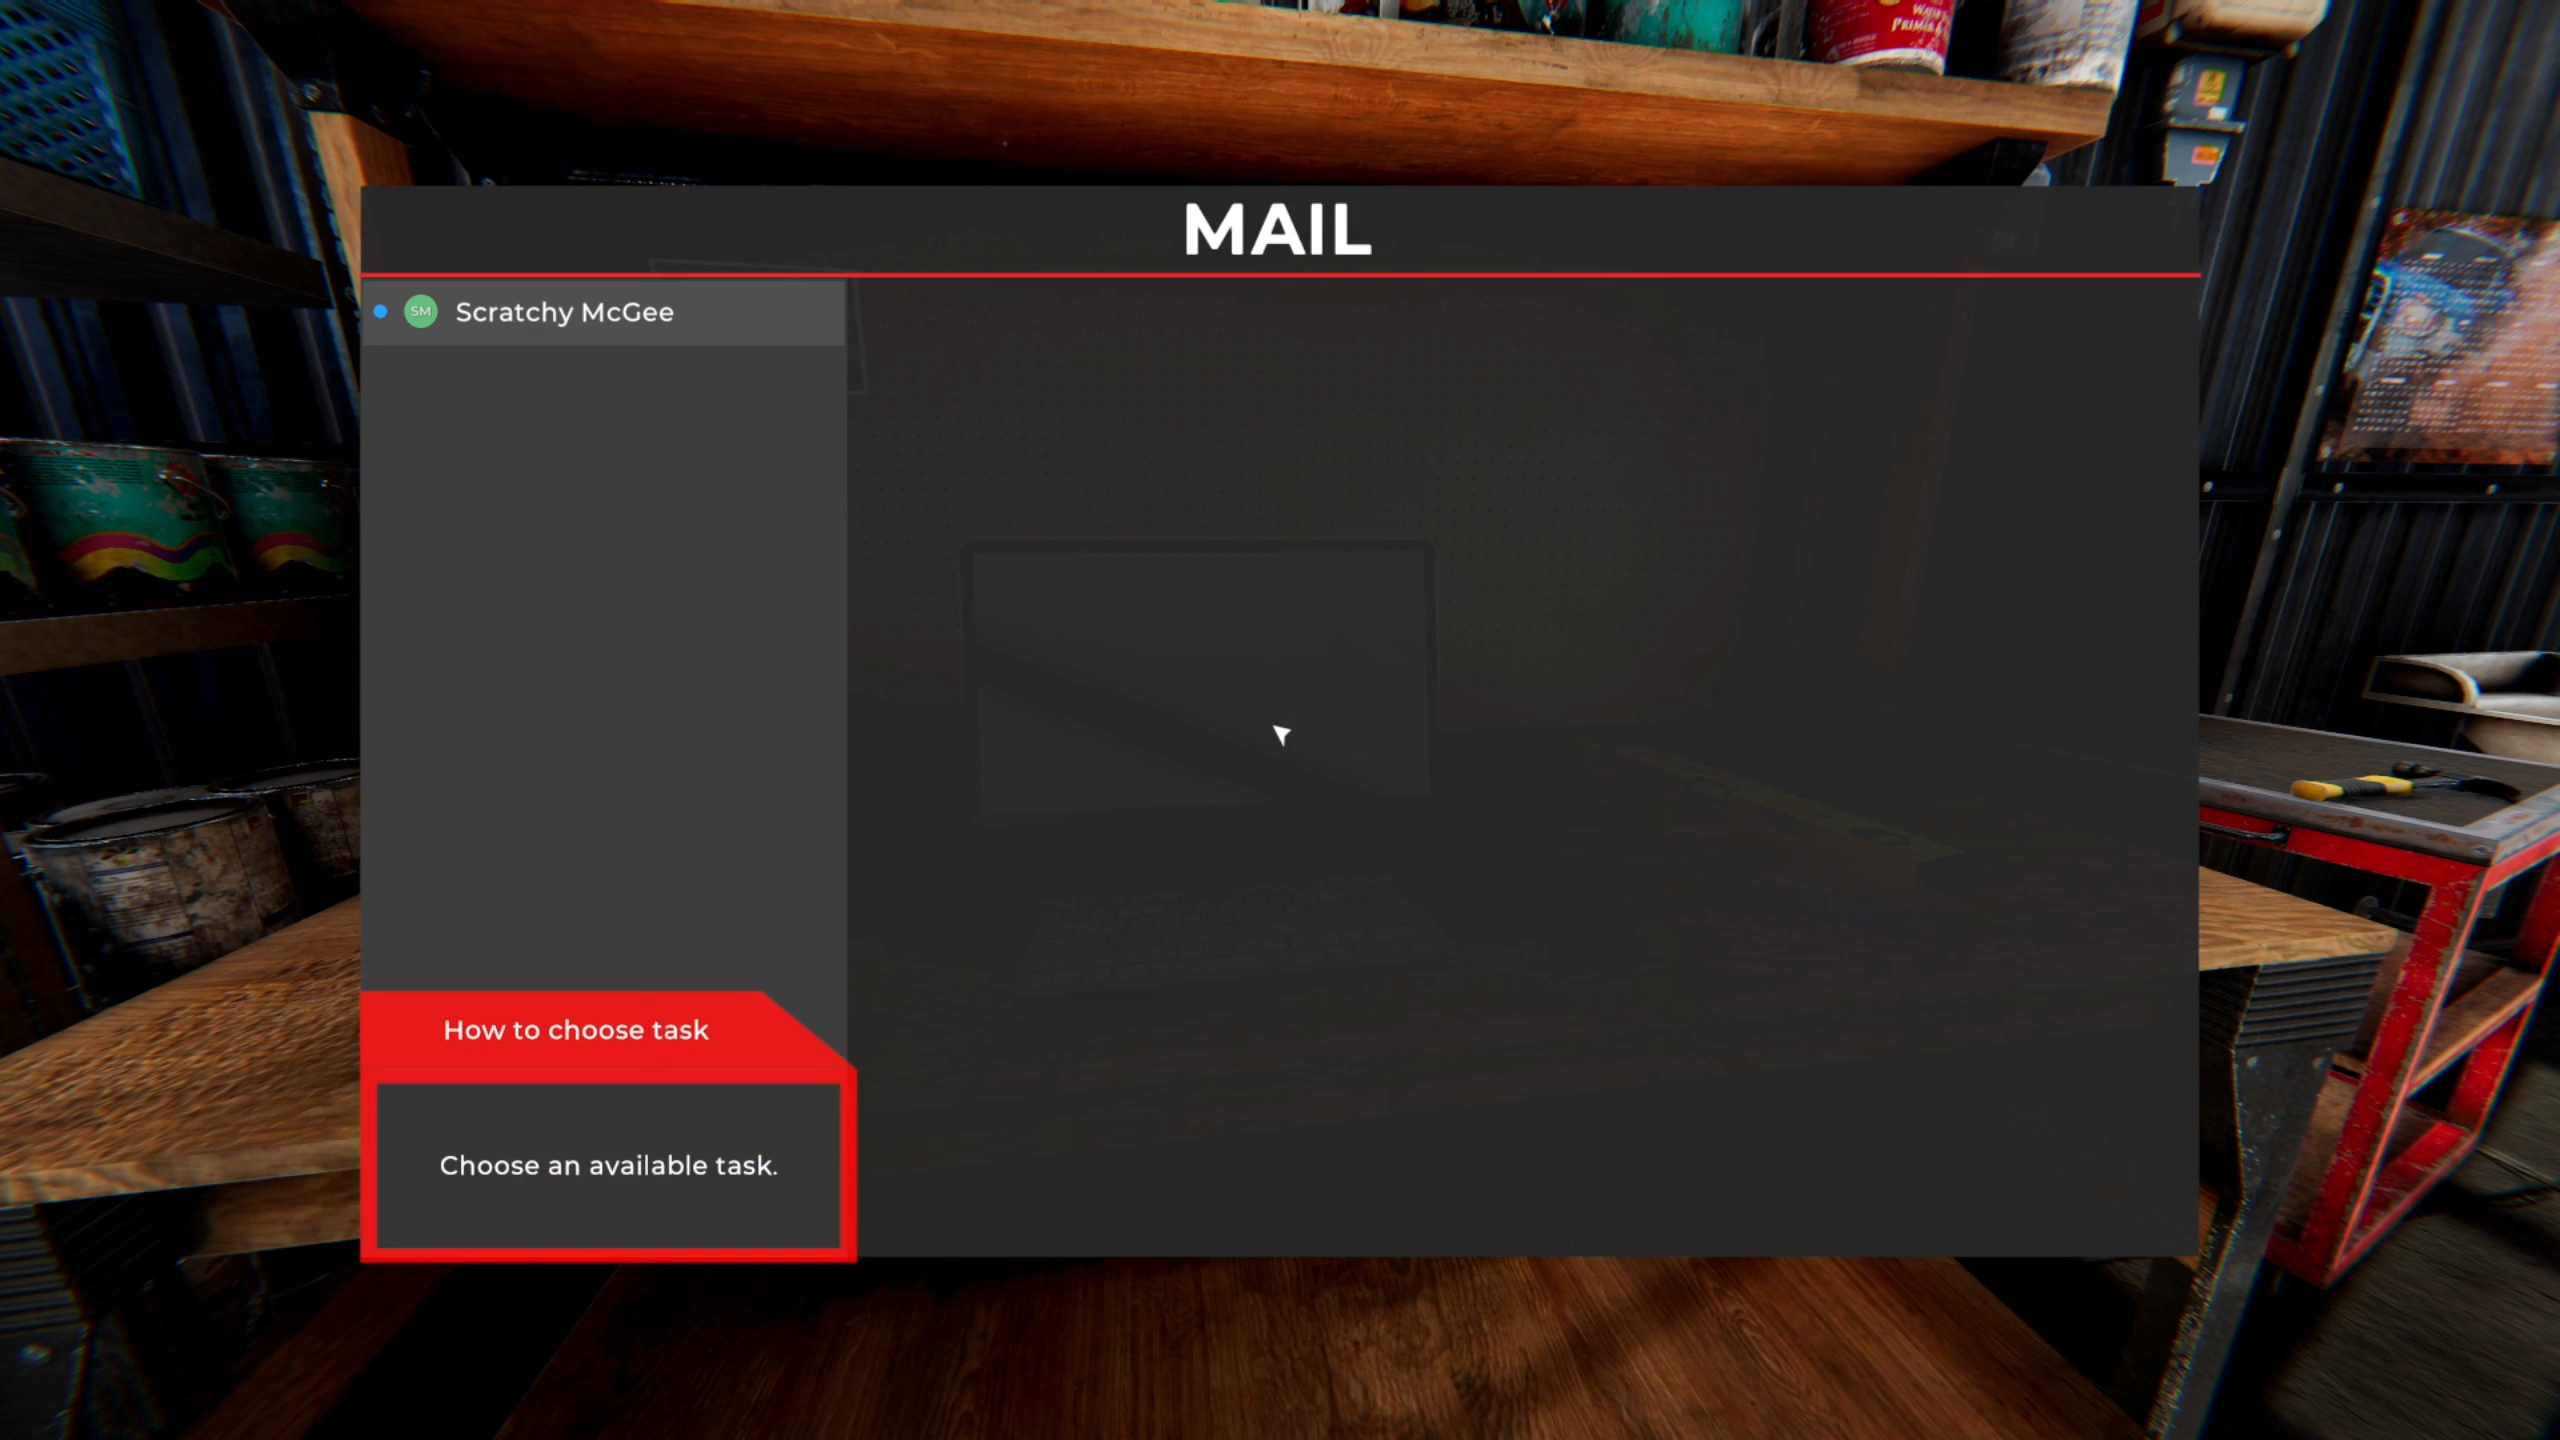 MAIL
SM
Scratchy McGee
How to choose task
Choose an available task.